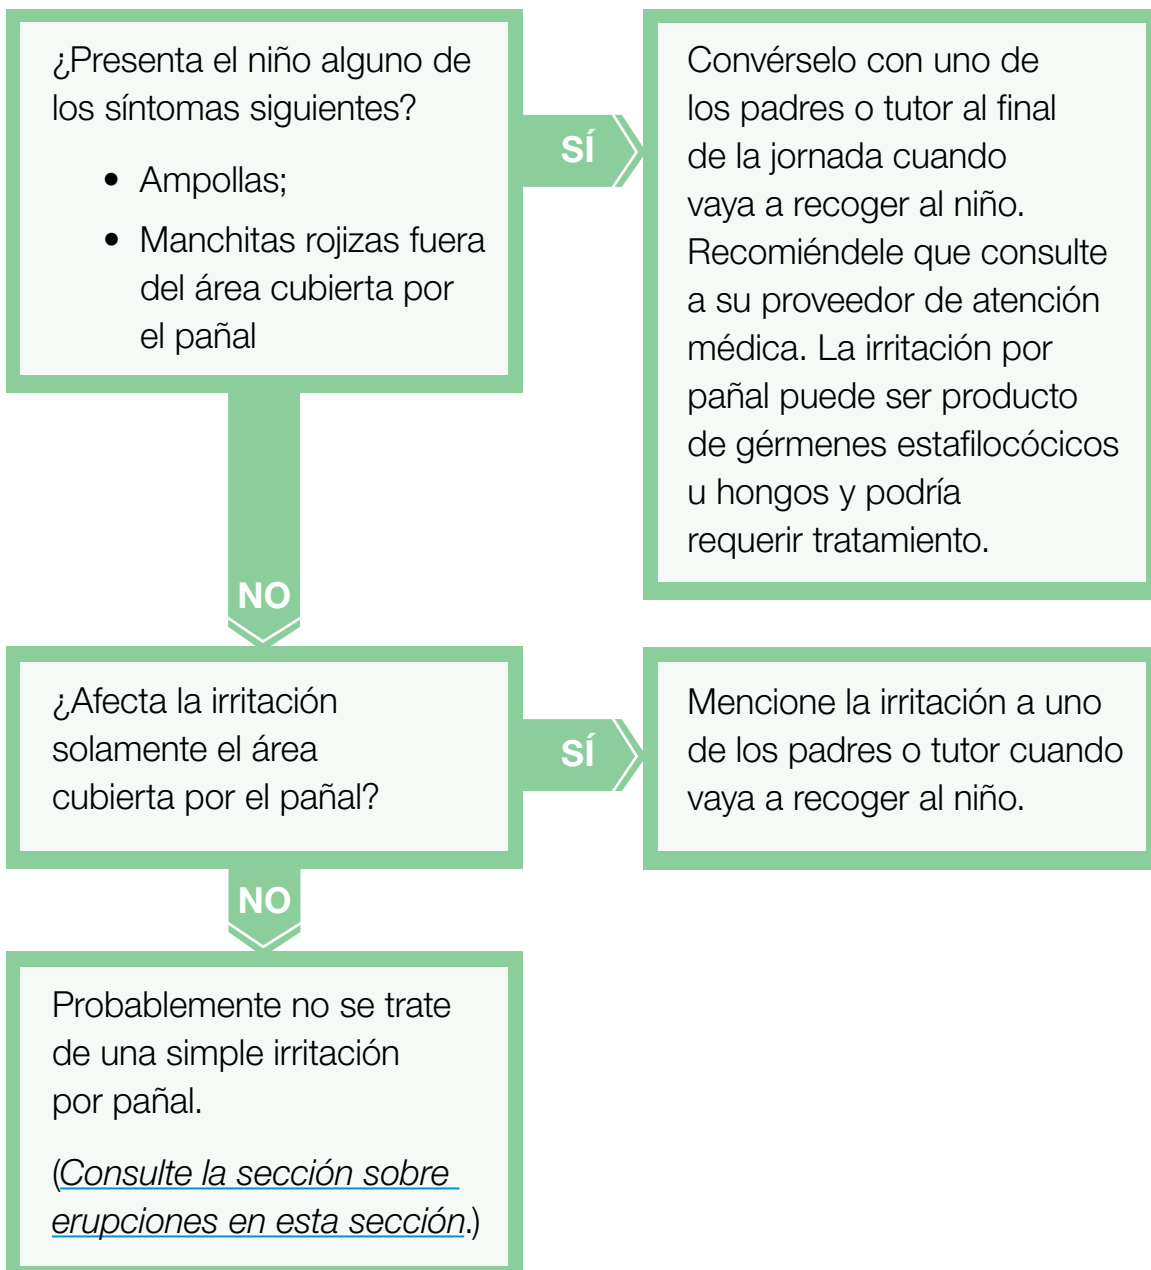 ¿Presenta el niño alguno de
los síntomas siguientes?
• Ampollas;
• Manchitas rojizas fuera
del área cubierta por
el pañal
SÍ
Convérselo con uno de
los padres o tutor al final
de la jornada cuando
vaya a recoger al niño.
Recomiéndele que consulte
a su proveedor de atención
médica. La irritación por
pañal puede ser producto
de gérmenes estafilocócicos
u hongos y podría
requerir tratamiento.
NO
¿Afecta la irritación
solamente el área
cubierta por el pañal?
SÍ
Mencione la irritación a uno
de los padres o tutor cuando
vaya a recoger al niño.
NO
Probablemente no se trate
de una simple irritación
por pañal.
(Consulte la sección sobre
erupciones en esta sección.)